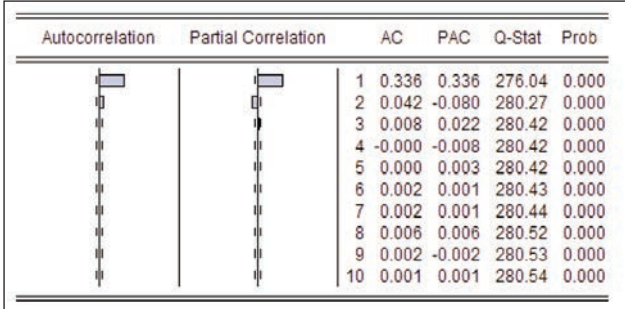 Autocorrelation Partial Correlation AC PAC Q-Stat Prob
1 0.336 0.336 276.04 0.000
2 0.042 -0.080 280.27 0.000
3 0.008 0.022 280.42 0.000
4 -0.000 -0.008 280.42 0.000
5 0.000 0.003 280.42 0.000
6 0.002 0.001 280.43 0.000
7 0.002 0.001 280.44 0.000
8 0.006 0.006 280.52 0.000
9 0.002 -0.002 280.53 0.000
10 0.001 0.001 280.54 0.000